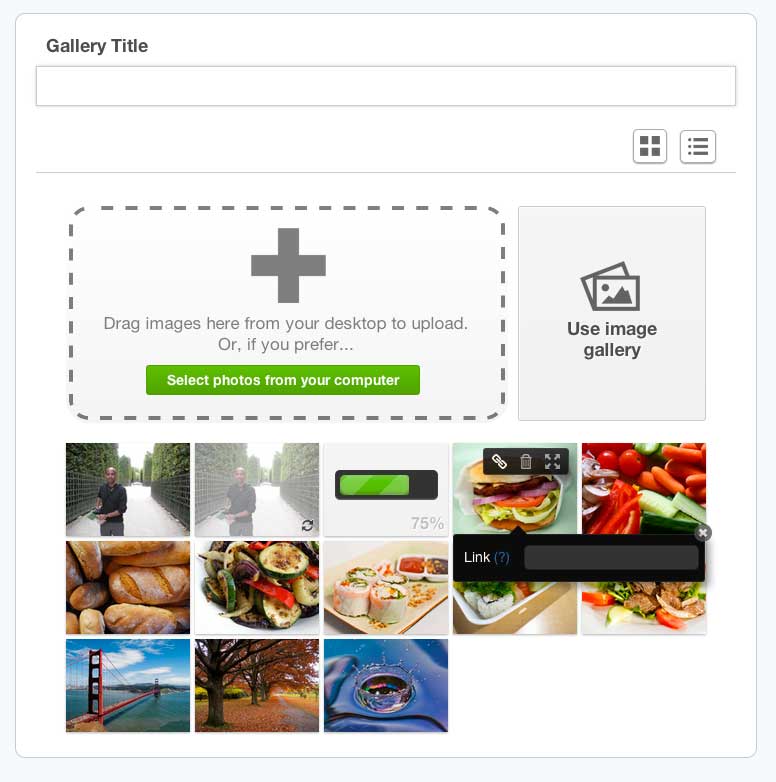 Gallery Title
Drag images here from your desktop to upload.
Or, if you prefer...
Select photos from your computer
Use image
gallery
75%
Link (?)